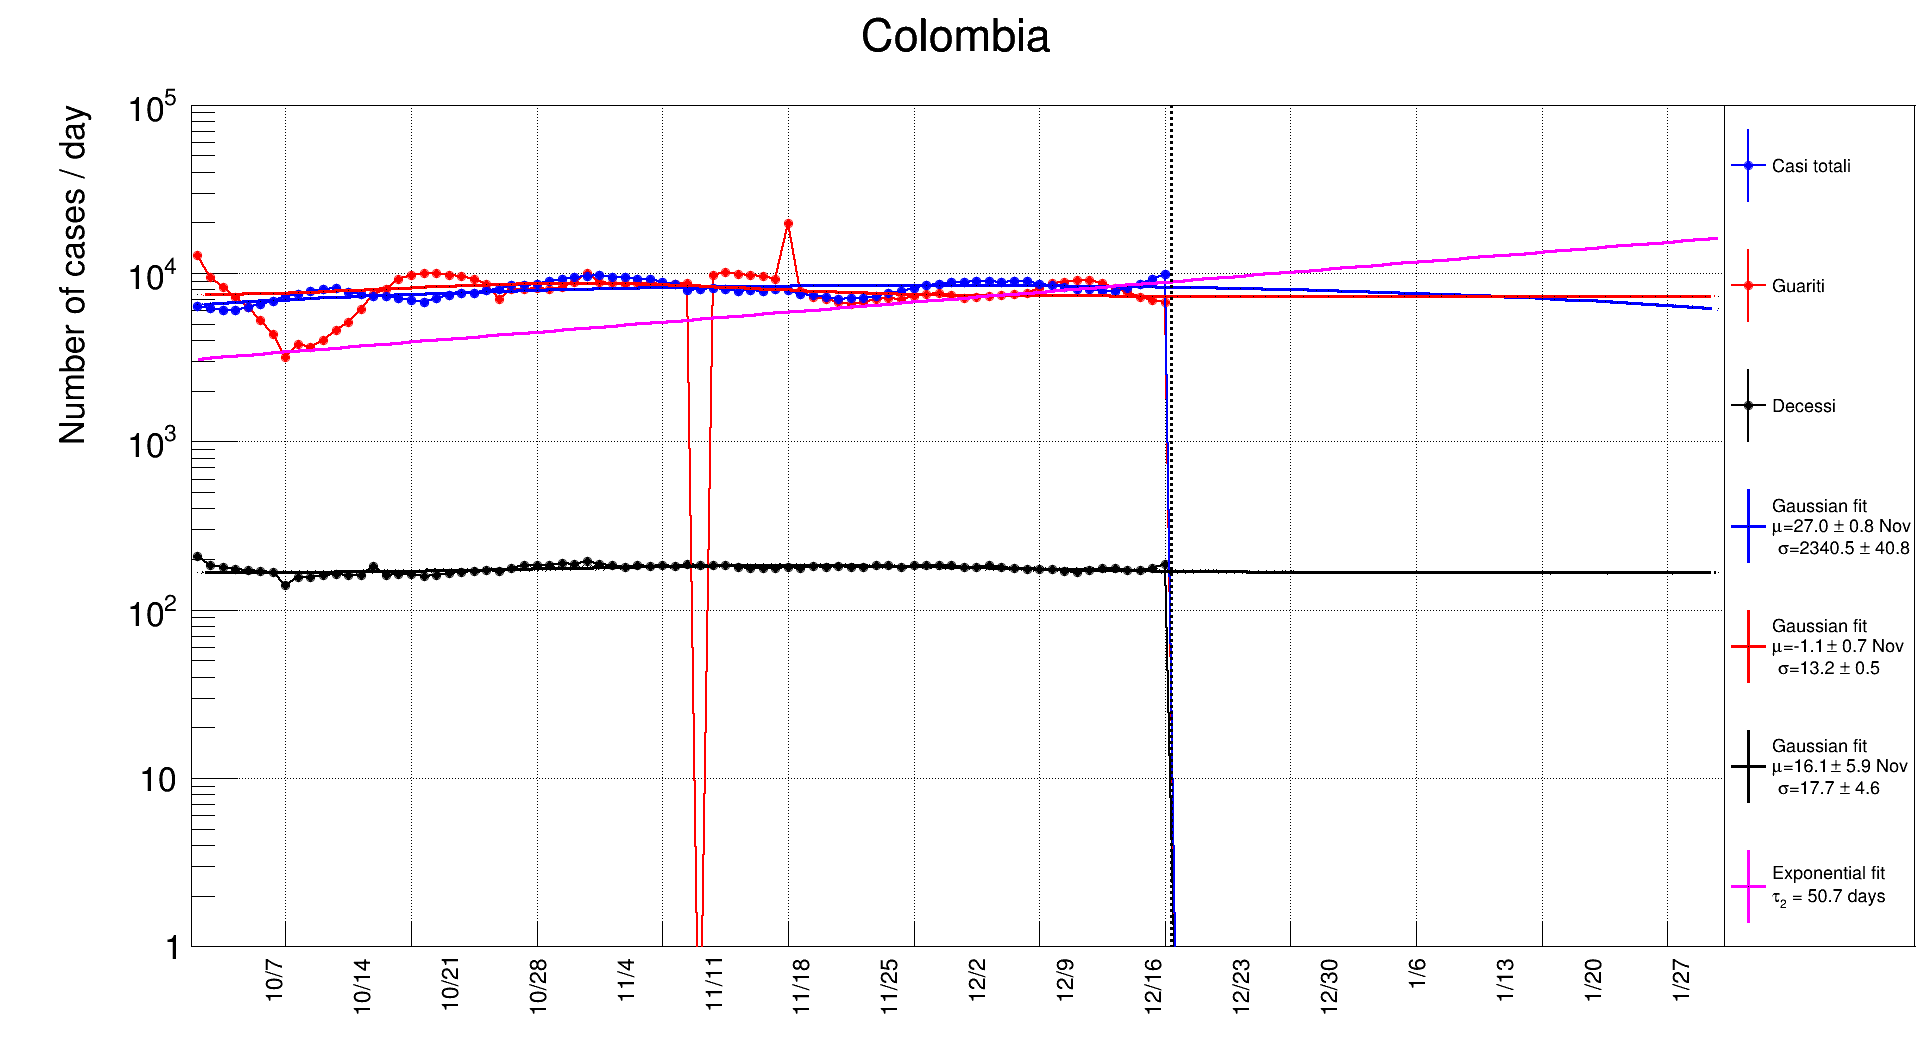 Colombia
Number of cases / day
10^5
10^4
10^3
10^2
10
1
10/7
10/14
10/21
10/28
11/4
11/11
11/18
11/25
12/2
12/9
12/16
12/23
12/30
1/6
1/13
1/20
1/27
Casi totali
Guariti
Decessi
Gaussian fit
μ=27.0 ± 0.8 Nov
σ=2340.5 ± 40.8
Gaussian fit
μ=-1.1 ± 0.7 Nov
σ=13.2 ± 0.5
Gaussian fit
μ=16.1 ± 5.9 Nov
σ=17.7 ± 4.6
Exponential fit
τ₂ = 50.7 days